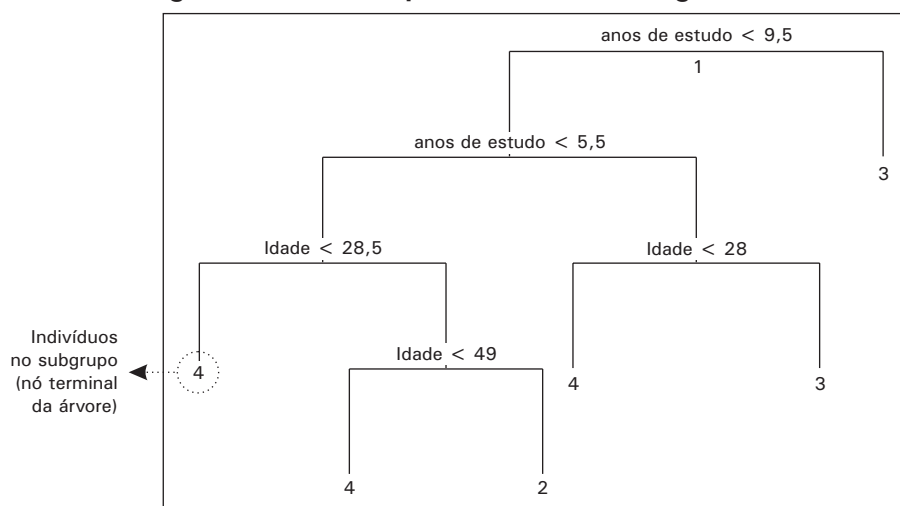 anos de estudo < 9,5
1
anos de estudo < 5,5
3
Idade < 28,5
Idade < 28
Indivíduos
no subgrupo
(nó terminal
da árvore)
4
Idade < 49
4
3
4
2